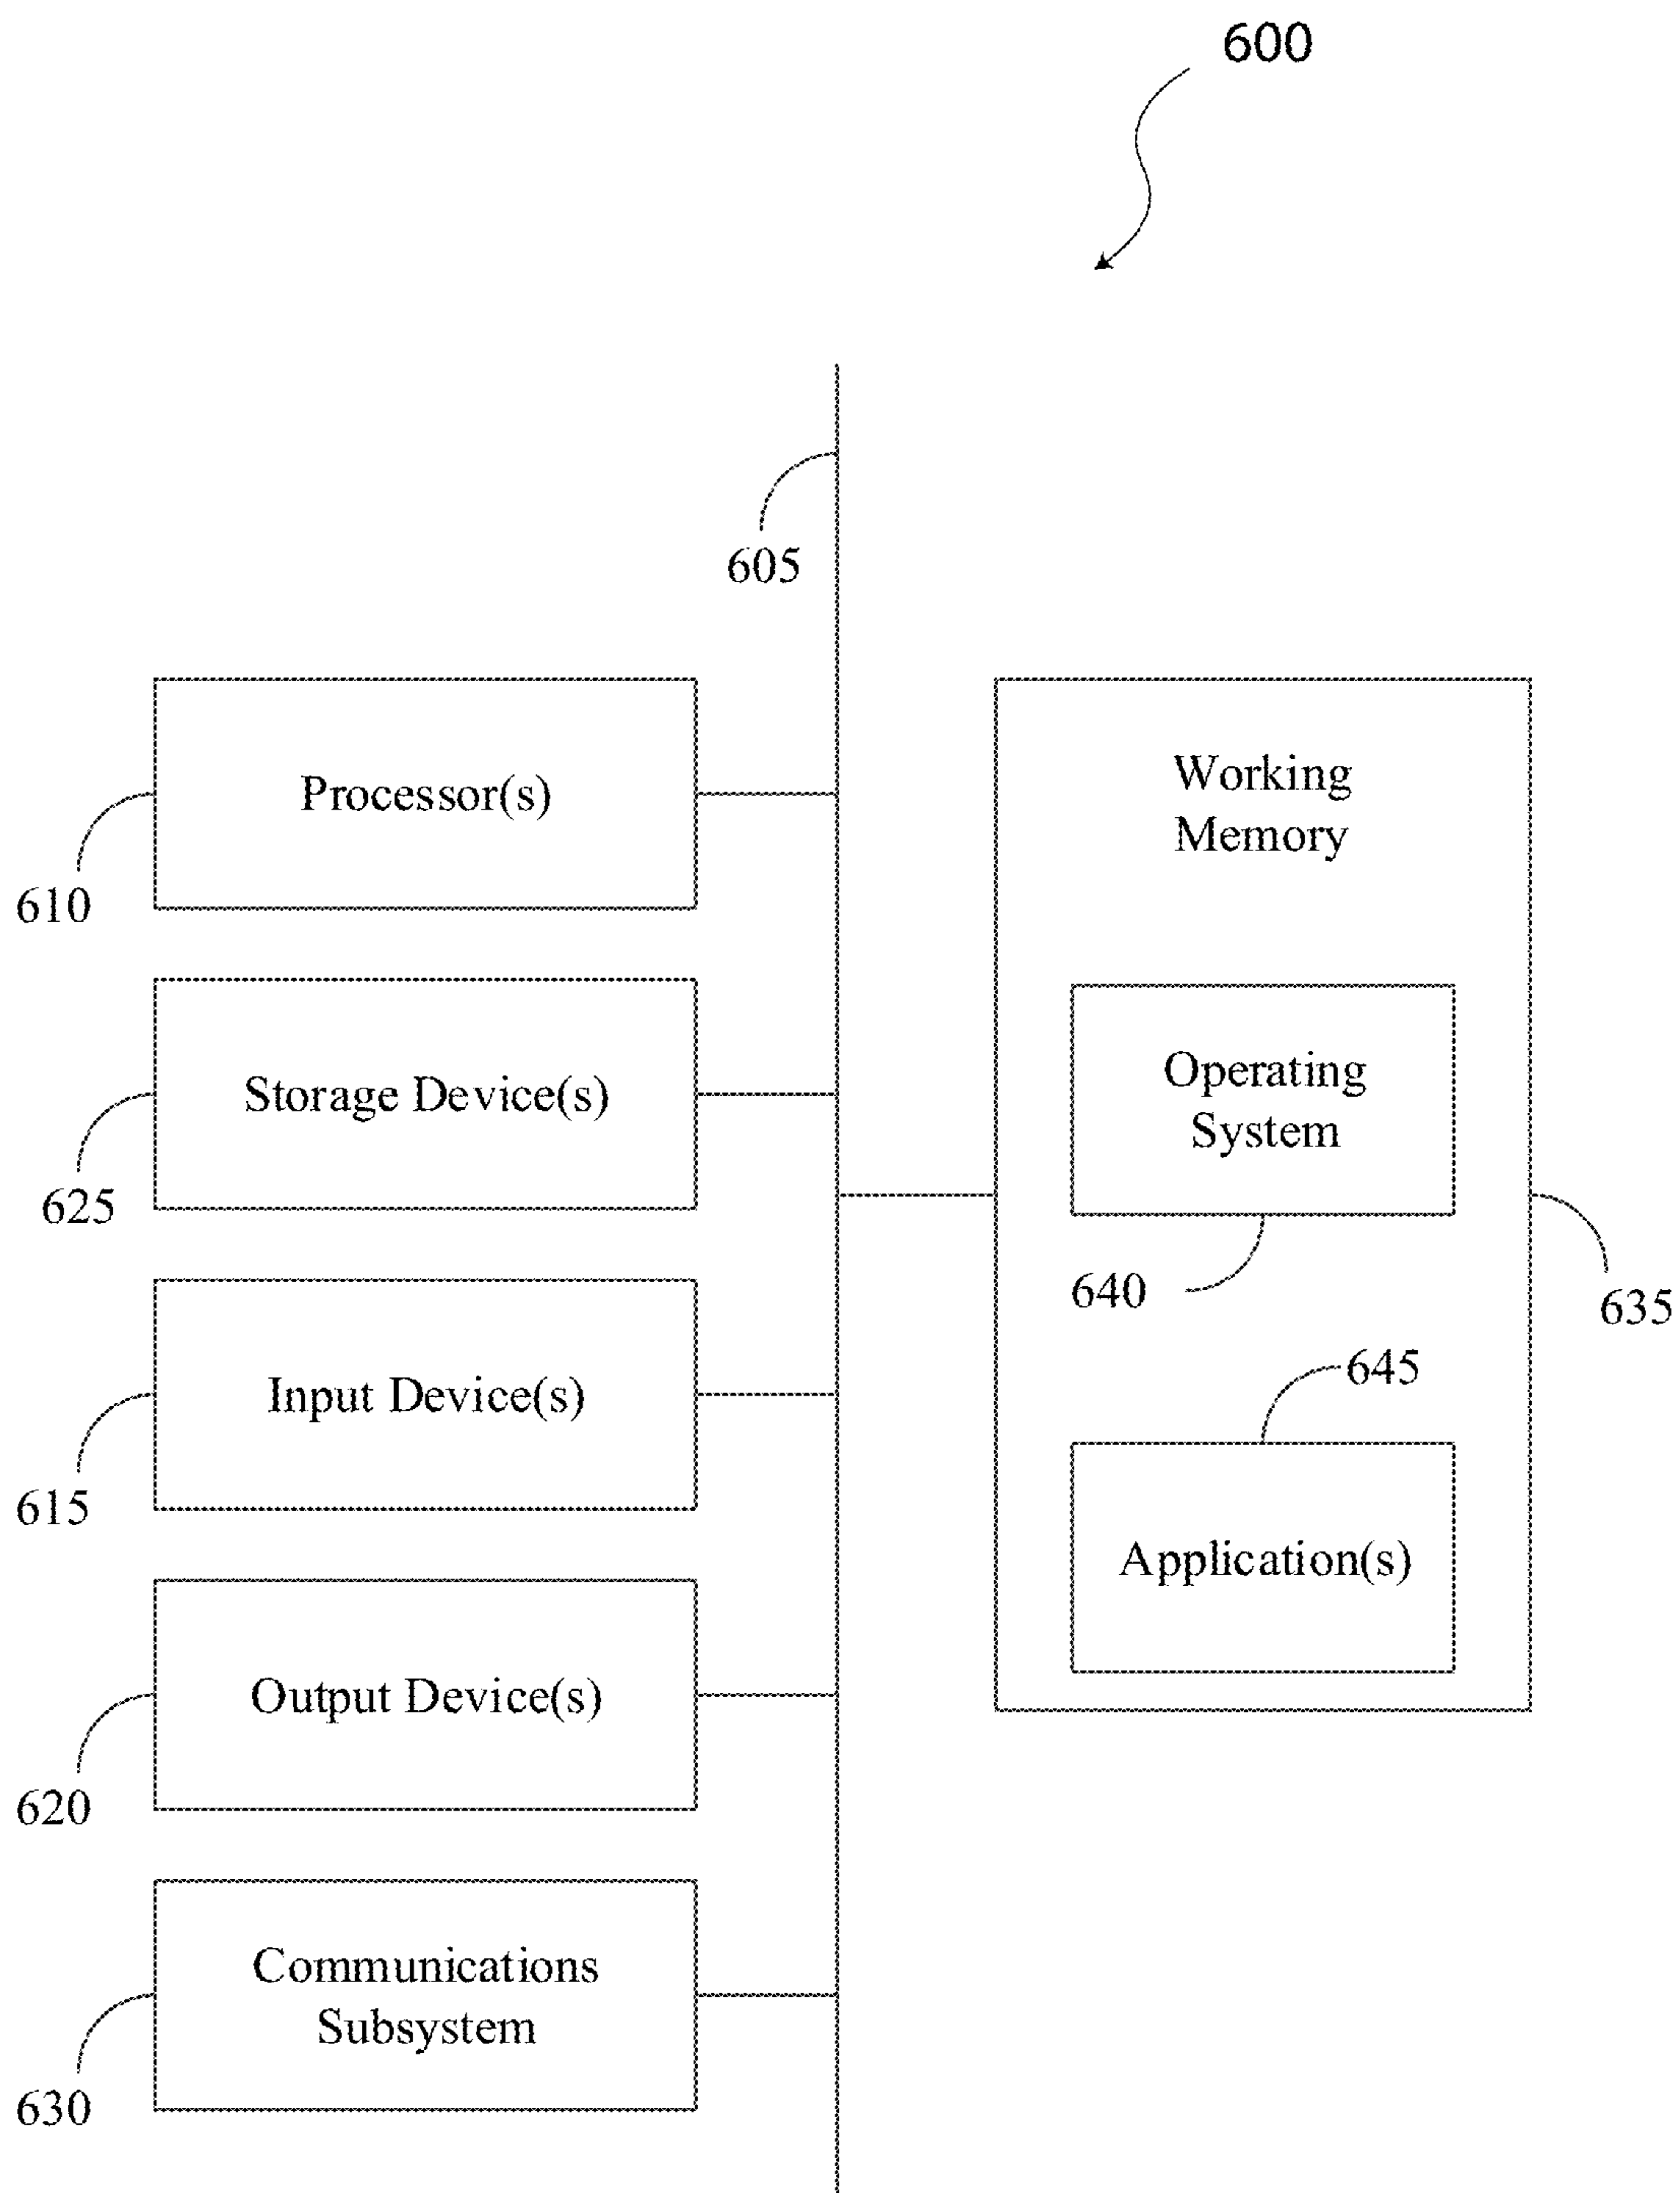 600
605
Processor(s)
610
Storage Device(s)
625
Input Device(s)
615
Output Device(s)
620
Communications
Subsystem
630
Working
Memory
Operating
System
640
635
645
Application(s)